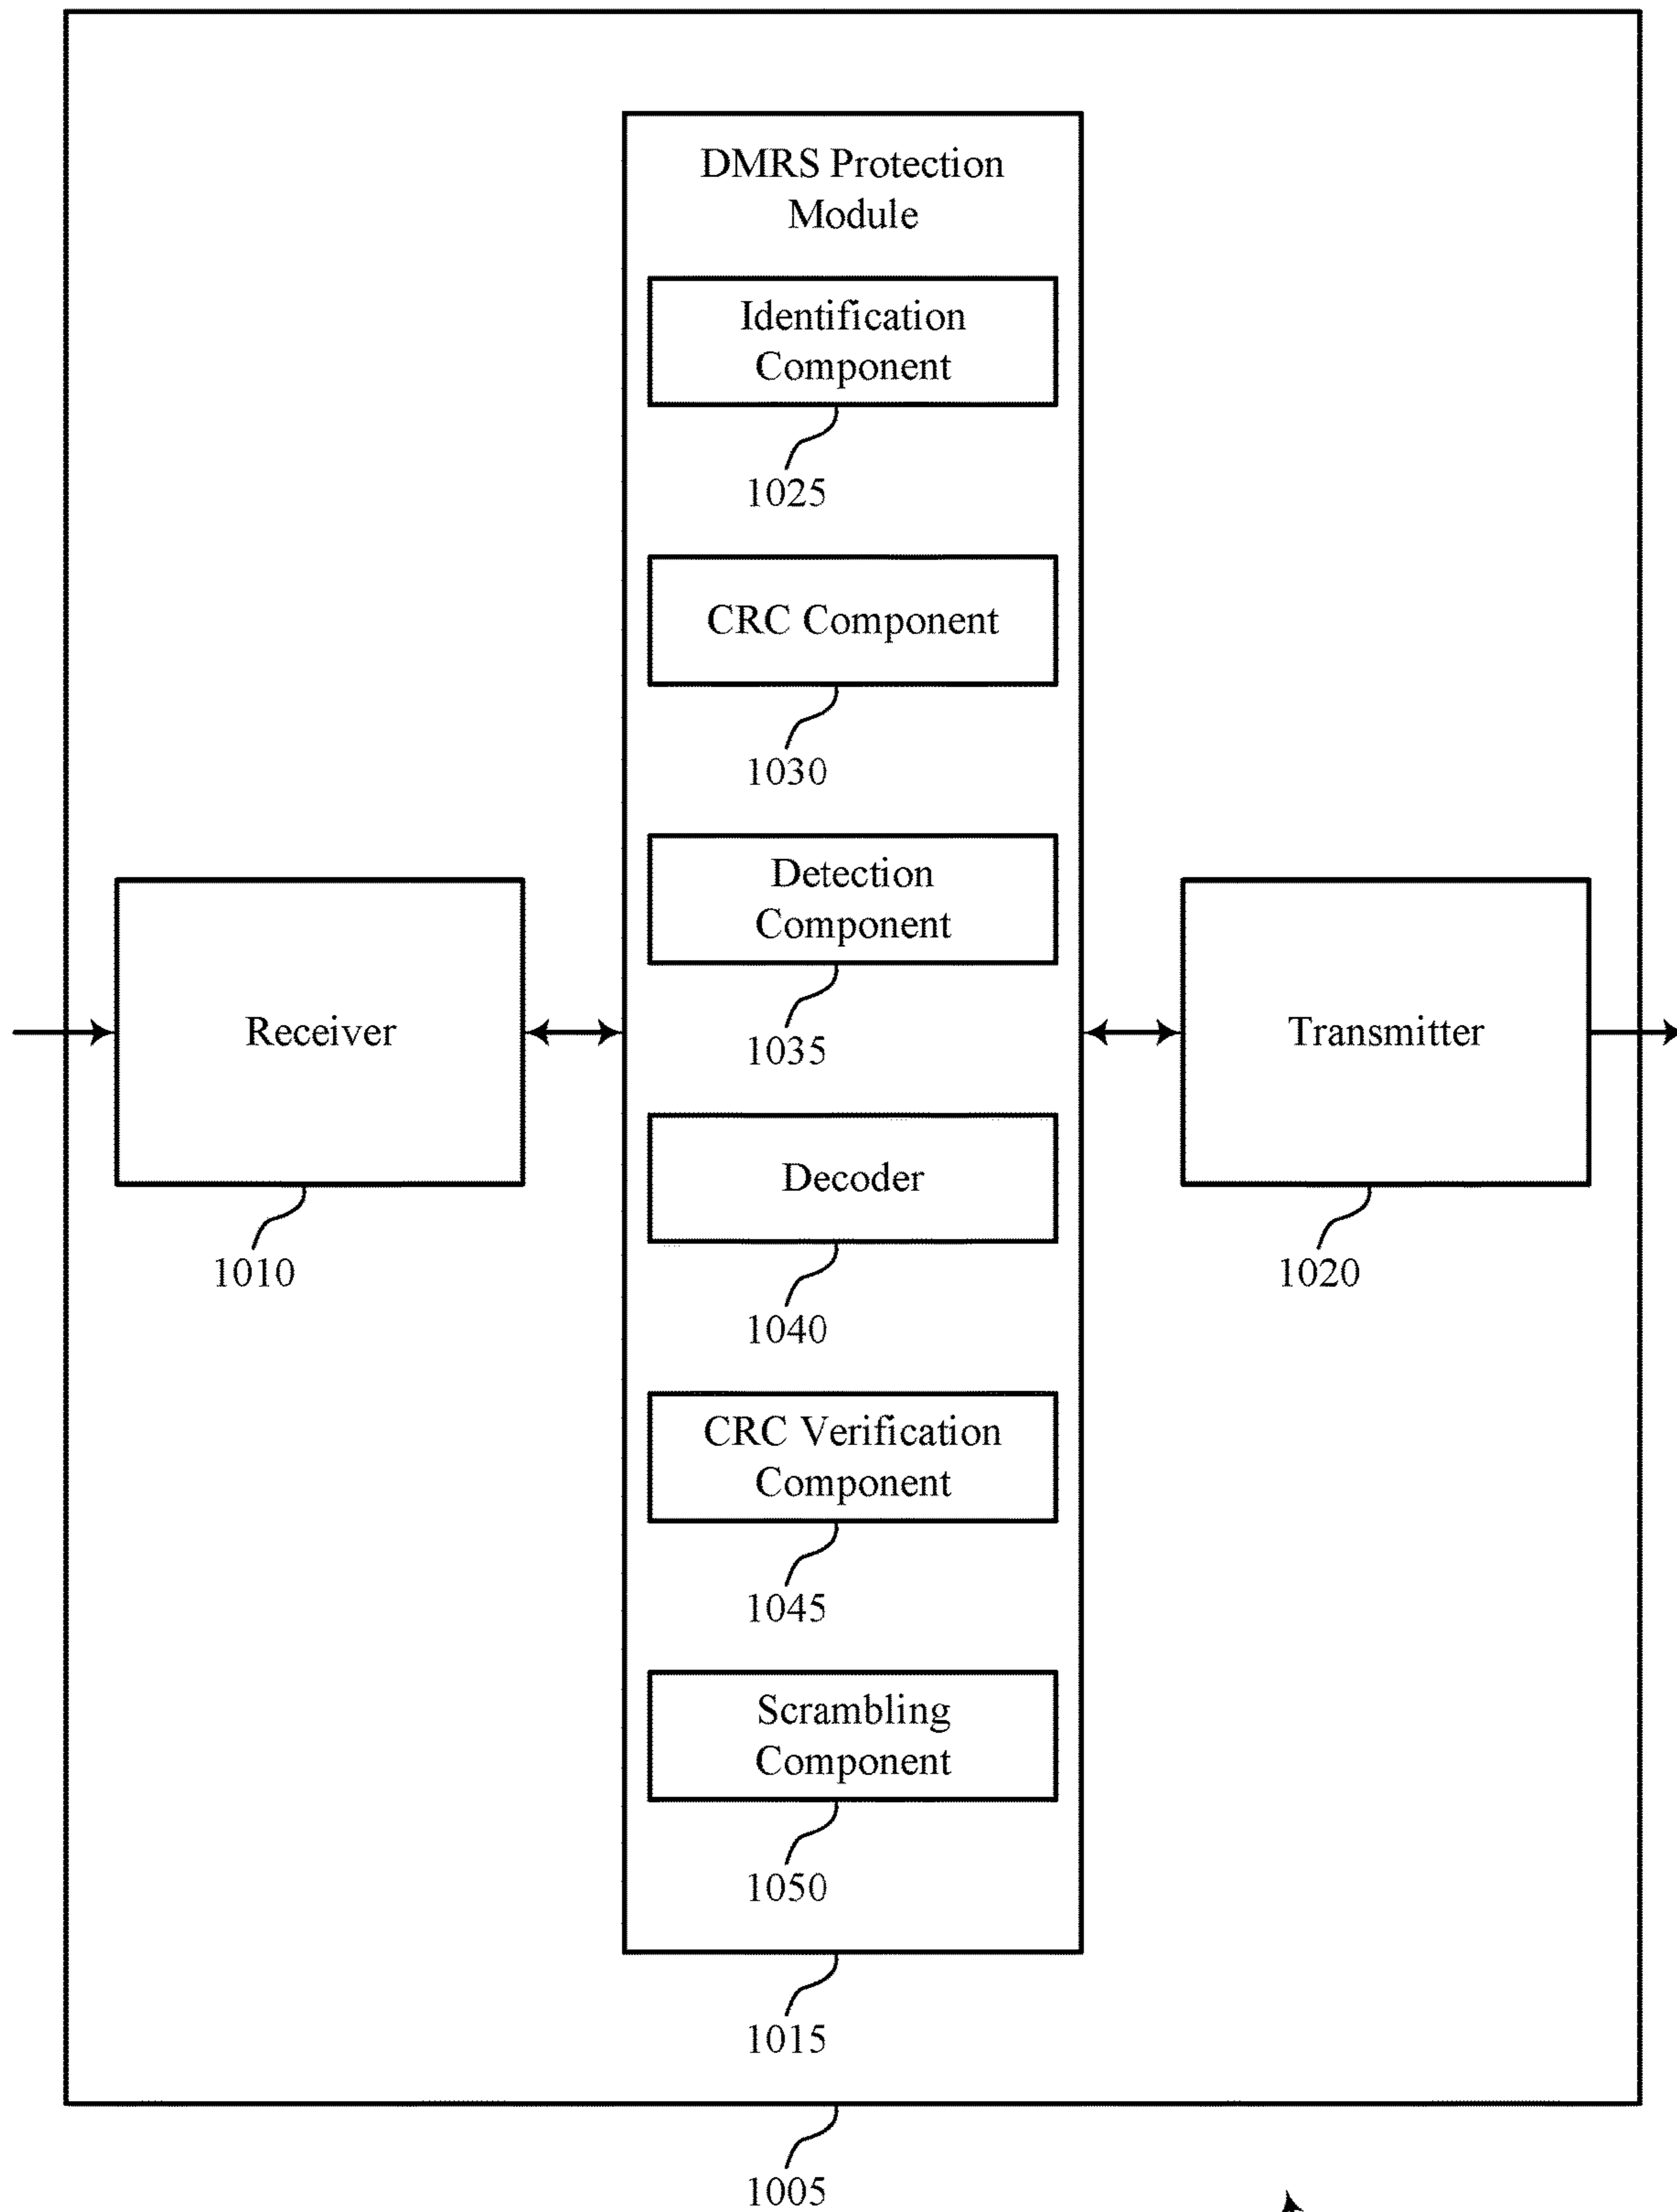 DMRS Protection
Module
Identification
Component
1025
CRC Component
1030
Detection
Component
1035
Receiver
1010
Transmitter
1020
Decoder
1040
CRC Verification
Component
1045
Scrambling
Component
1050
1015
1005